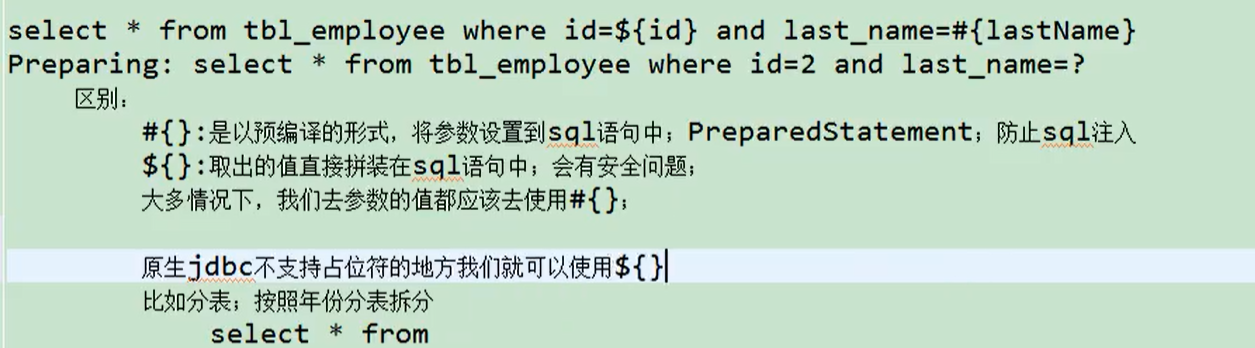 select * from tbl_employee where id=${id} and last_name=#{lastName}
Preparing: select * from tbl_employee where id=2 and last_name=?
区别:
#{}:是以预编译的形式，将参数设置到sql语句中；PreparedStatement；防止sql注入
${}:取出的值直接拼装在sql语句中；会有安全问题；
大多情况下，我们去参数的值都应该去使用#{}；
原生jdbc不支持占位符的地方我们就可以使用${}
比如分表；按照年份分表拆分
select * from